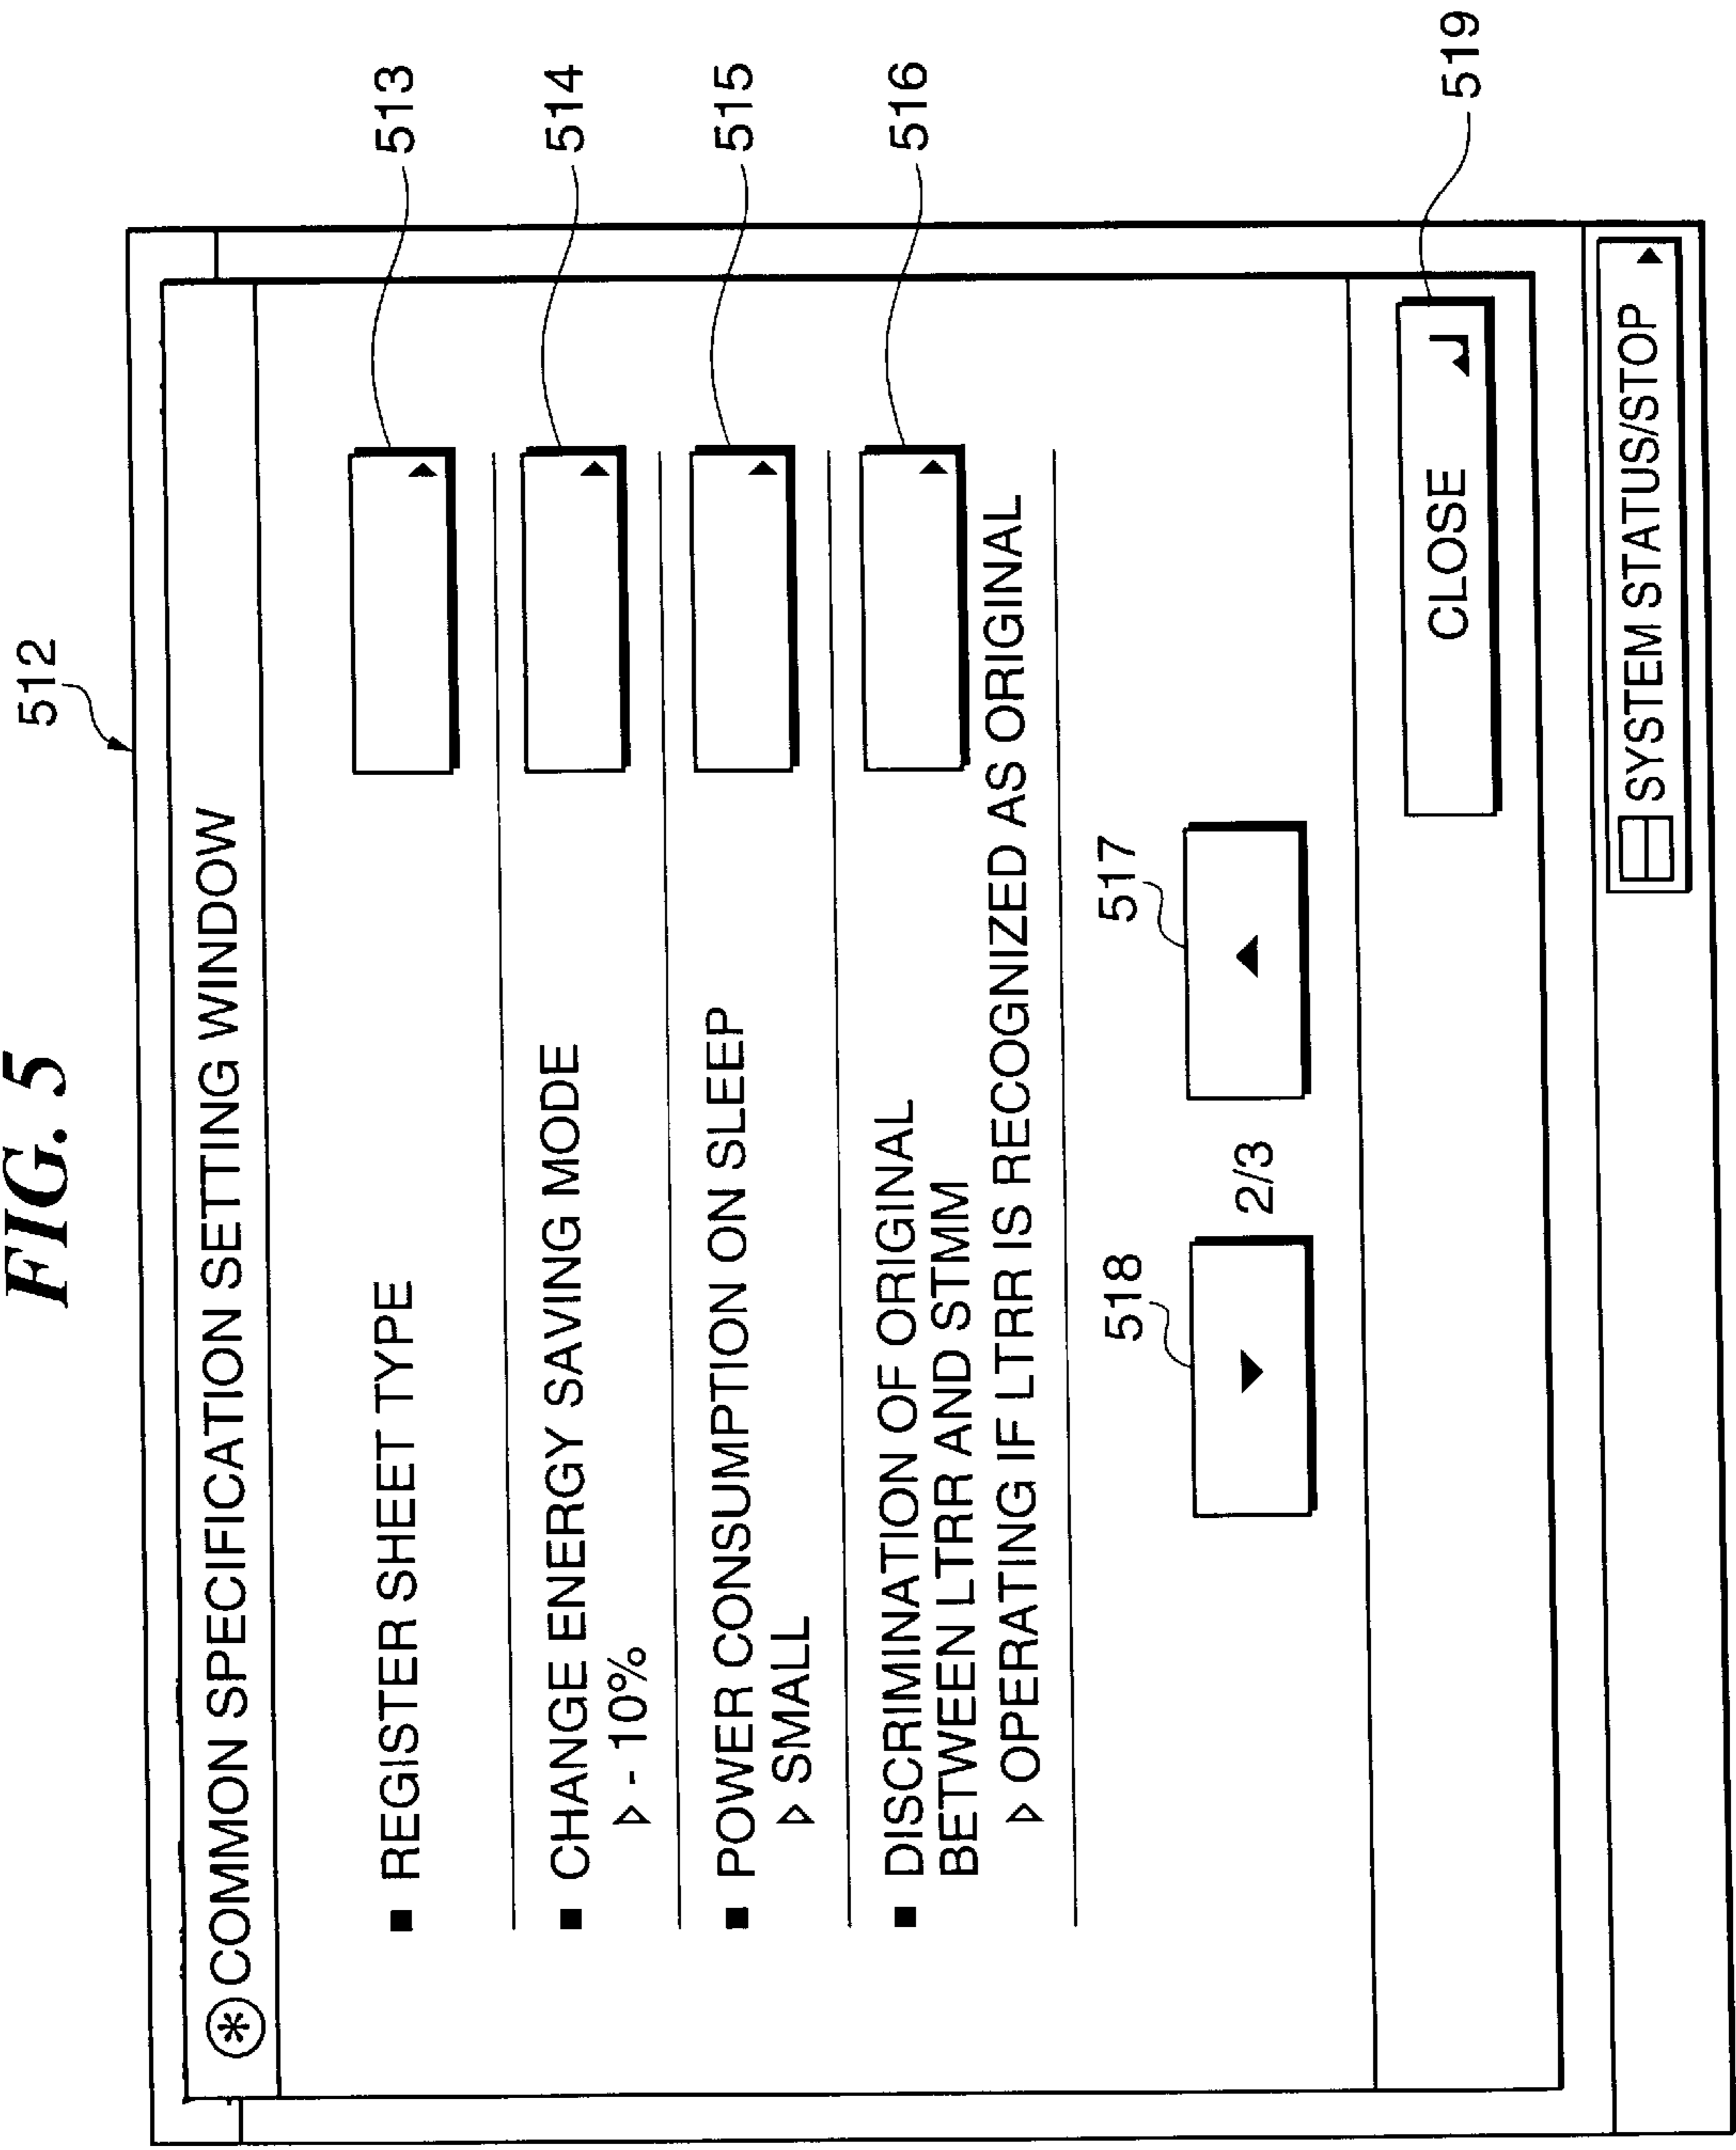 FIG. 5
512
COMMON SPECIFICATION SETTING WINDOW
REGISTER SHEET TYPE
513
CHANGE ENERGY SAVING MODE
- 10%
514
POWER CONSUMPTION ON SLEEP
SMALL
515
DISCRIMINATION OF ORIGINAL
BETWEEN LTRR AND STMM
OPERATING IF LTRR IS RECOGNIZED AS ORIGINAL
516
518
2/3
517
CLOSE
519
SYSTEM STATUS/STOP